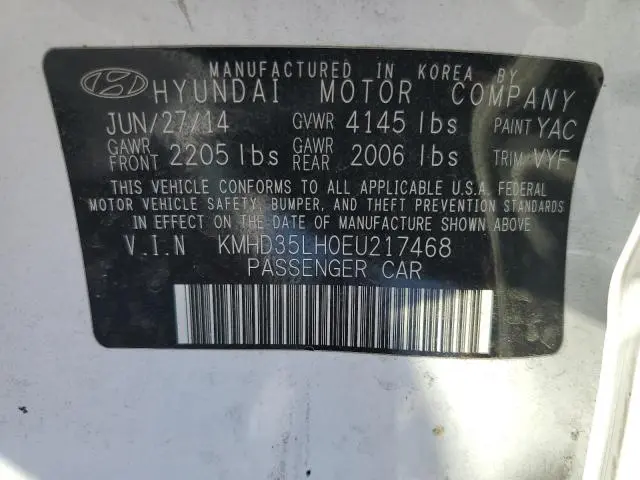 MANUFACTURED IN KOREA BY
HYUNDAI MOTOR COMPANY
JUN/27/14 GVWR 4145 lbs PAINT YAC
GAWR FRONT 2205 lbs GAWR REAR 2006 lbs TRIM VYF
THIS VEHICLE CONFORMS TO ALL APPLICABLE U.S.A. FEDERAL
MOTOR VEHICLE SAFETY, BUMPER, AND THEFT PREVENTION STANDARDS
IN EFFECT ON THE DATE OF MANUFACTURE SHOWN ABOVE
V.I.N KMHD35LH0EU217468
PASSENGER CAR